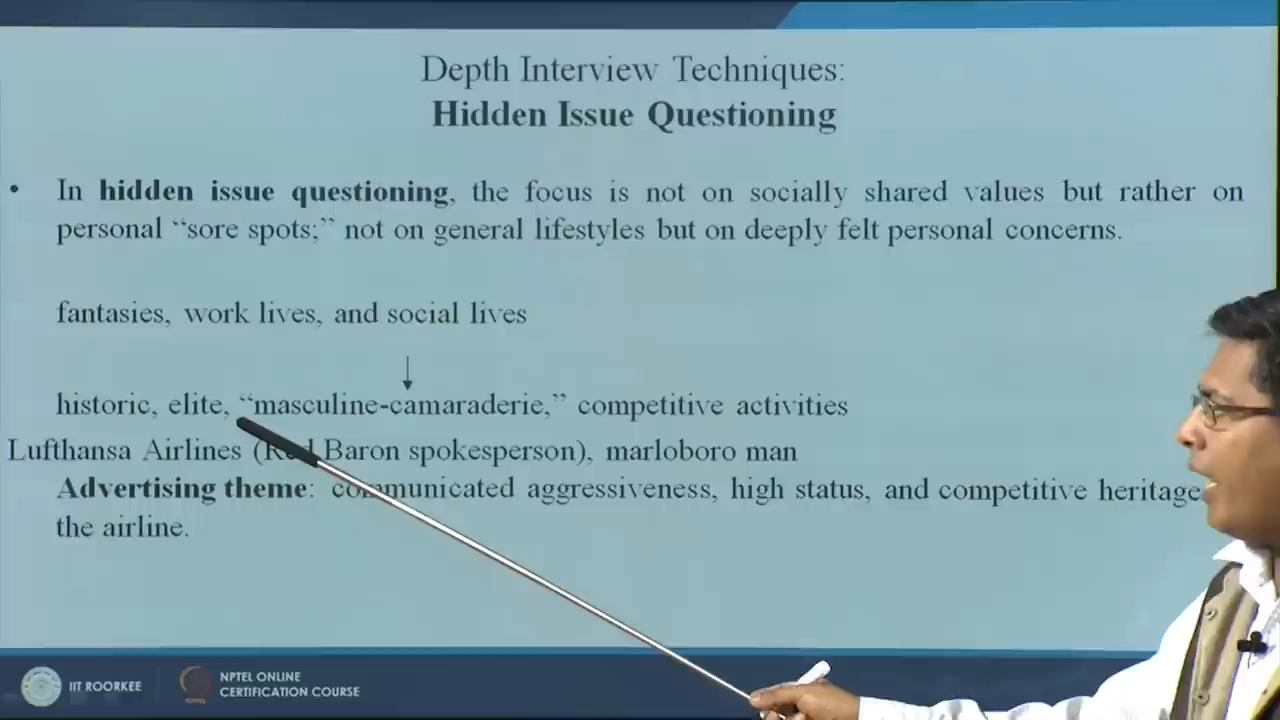 Depth Interview Techniques:
Hidden Issue Questioning
• In hidden issue questioning, the focus is not on socially shared values but rather on
personal “sore spots;” not on general lifestyles but on deeply felt personal concerns.
fantasies, work lives, and social lives
historic, elite, “masculine-camaraderie,” competitive activities
Lufthansa Airlines (Red Baron spokesperson), marloboro man
Advertising theme: communicated aggressiveness, high status, and competitive heritage
the airline.
IIT ROORKEE
NPTEL ONLINE
CERTIFICATION COURSE